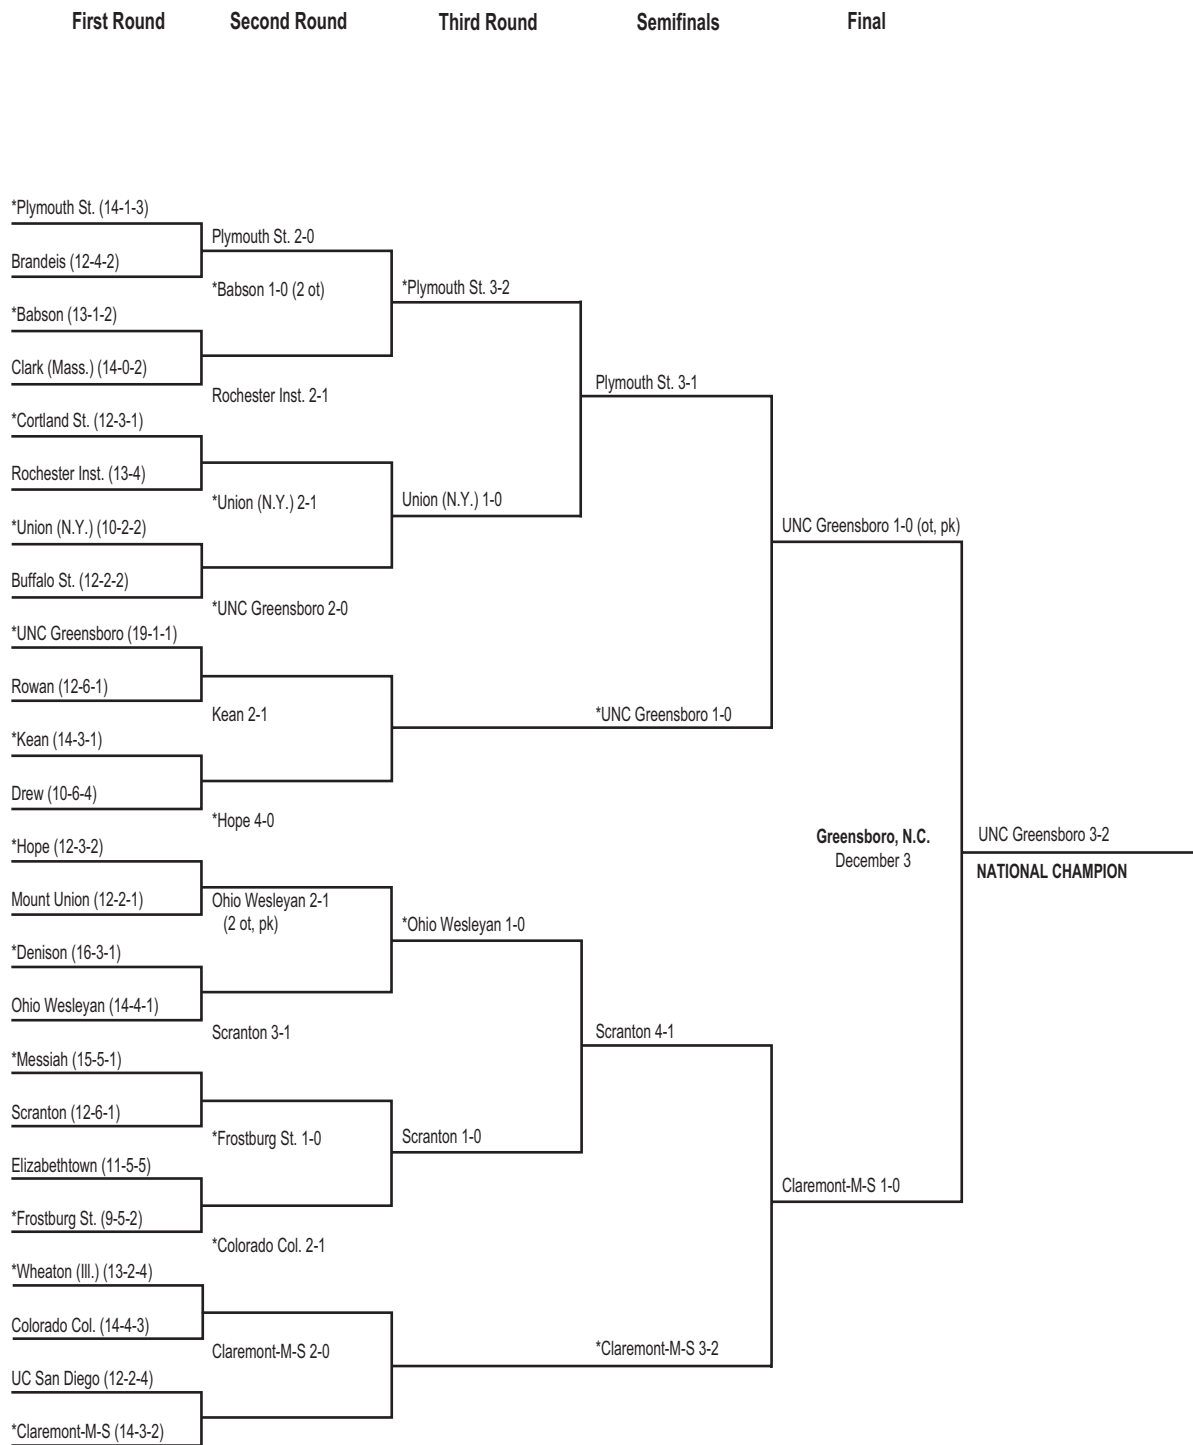 First Round
Second Round
Third Round
Semifinals
Final
*Plymouth St. (14-1-3)
Brandeis (12-4-2)
*Babson (13-1-2)
Clark (Mass.) (14-0-2)
*Cortland St. (12-3-1)
Rochester Inst. (13-4)
*Union (N.Y.) (10-2-2)
Buffalo St. (12-2-2)
*UNC Greensboro (19-1-1)
Rowan (12-6-1)
*Kean (14-3-1)
Drew (10-6-4)
*Hope (12-3-2)
Mount Union (12-2-1)
*Denison (16-3-1)
Ohio Wesleyan (14-4-1)
*Messiah (15-5-1)
Scranton (12-6-1)
Elizabethtown (11-5-5)
*Frostburg St. (9-5-2)
*Wheaton (Ill.) (13-2-4)
Colorado Col. (14-4-3)
UC San Diego (12-2-4)
*Claremont-M-S (14-3-2)
Plymouth St. 2-0
*Babson 1-0 (2 ot)
Rochester Inst. 2-1
*Union (N.Y.) 2-1
*UNC Greensboro 2-0
Kean 2-1
*Hope 4-0
Ohio Wesleyan 2-1
(2 ot, pk)
Scranton 3-1
*Frostburg St. 1-0
*Colorado Col. 2-1
Claremont-M-S 2-0
*Plymouth St. 3-2
Union (N.Y.) 1-0
*Ohio Wesleyan 1-0
Scranton 1-0
Plymouth St. 3-1
*UNC Greensboro 1-0
Scranton 4-1
*Claremont-M-S 3-2
UNC Greensboro 1-0 (ot, pk)
Claremont-M-S 1-0
Greensboro, N.C.
December 3
UNC Greensboro 3-2
NATIONAL CHAMPION